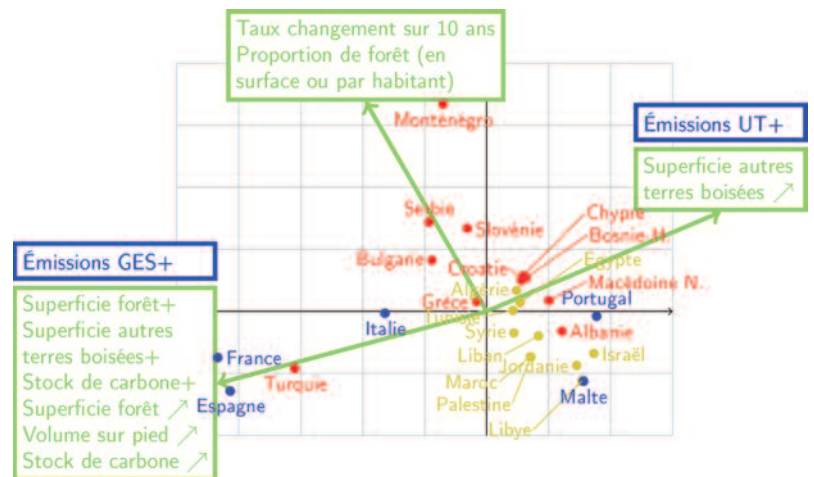 Taux changement sur 10 ans
Proportion de forêt (en
surface ou par habitant)
Monténégro
Émissions UT+
Superficie autres
terres boisées ↗
Serbie
Slovénie
Chypre
Bosnie H.
Egypte
Bulgarie
Croatie
Algérie
Macédoine N.
Émissions GES+
Grèce
Portugal
Tunisie
Italie
Syrie
Albanie
Superficie forêt+
Superficie autres
terres boisées+
Stock de carbone+
Superficie forêt ↗
Volume sur pied ↗
Stock de carbone ↗
France
Turquie
Espagne
Liban
Israël
Jordanie
Maroc
Palestine
Malte
Libye